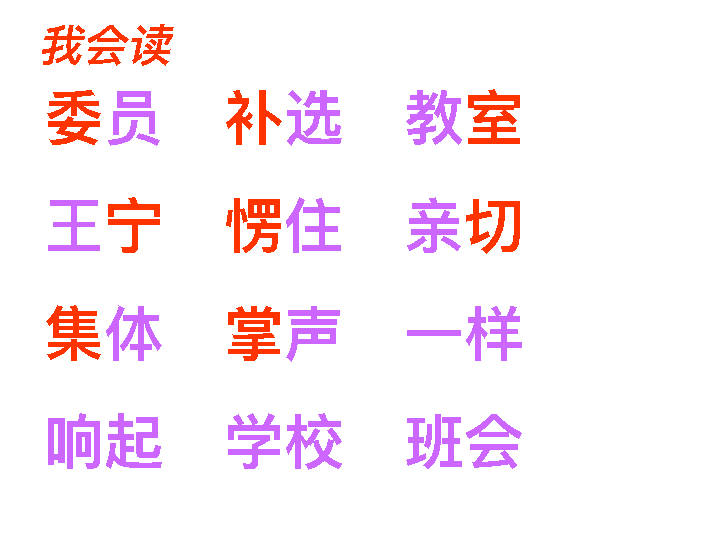 我会读
委员 补选 教室
王宁 愣住 亲切
集体 掌声 一样
响起 学校 班会